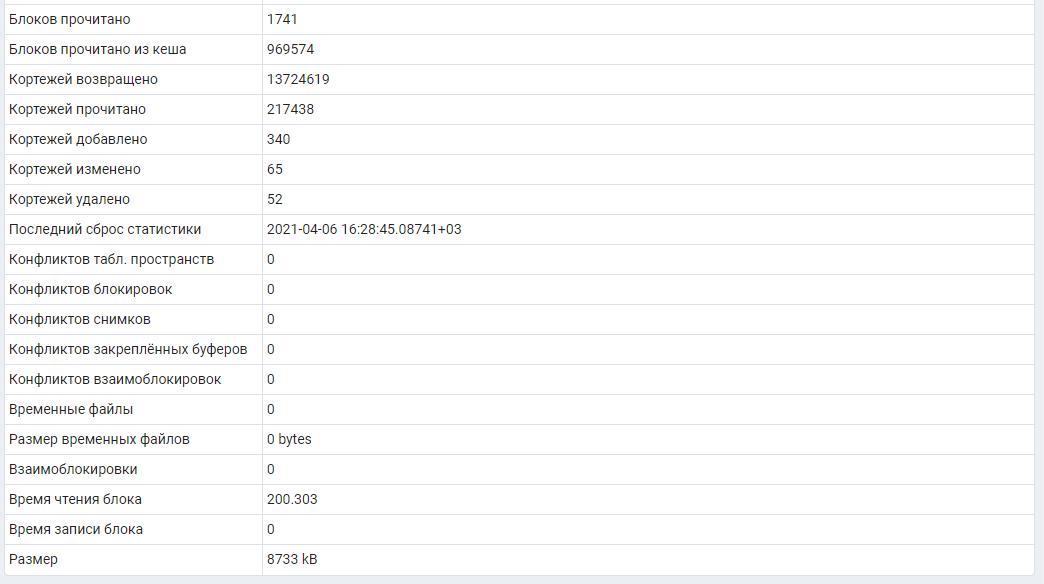 Блоков прочитано 1741
Блоков прочитано из кеша 969574
Кортежей возвращено 13724619
Кортежей прочитано 217438
Кортежей добавлено 340
Кортежей изменено 65
Кортежей удалено 52
Последний сброс статистики 2021-04-06 16:28:45.08741+03
Конфликтов табл. пространств 0
Конфликтов блокировок 0
Конфликтов снимков 0
Конфликтов закреплённых буферов 0
Конфликтов взаимоблокировок 0
Временные файлы 0
Размер временных файлов 0 bytes
Взаимоблокировки 0
Время чтения блока 200.303
Время записи блока 0
Размер 8733 kB